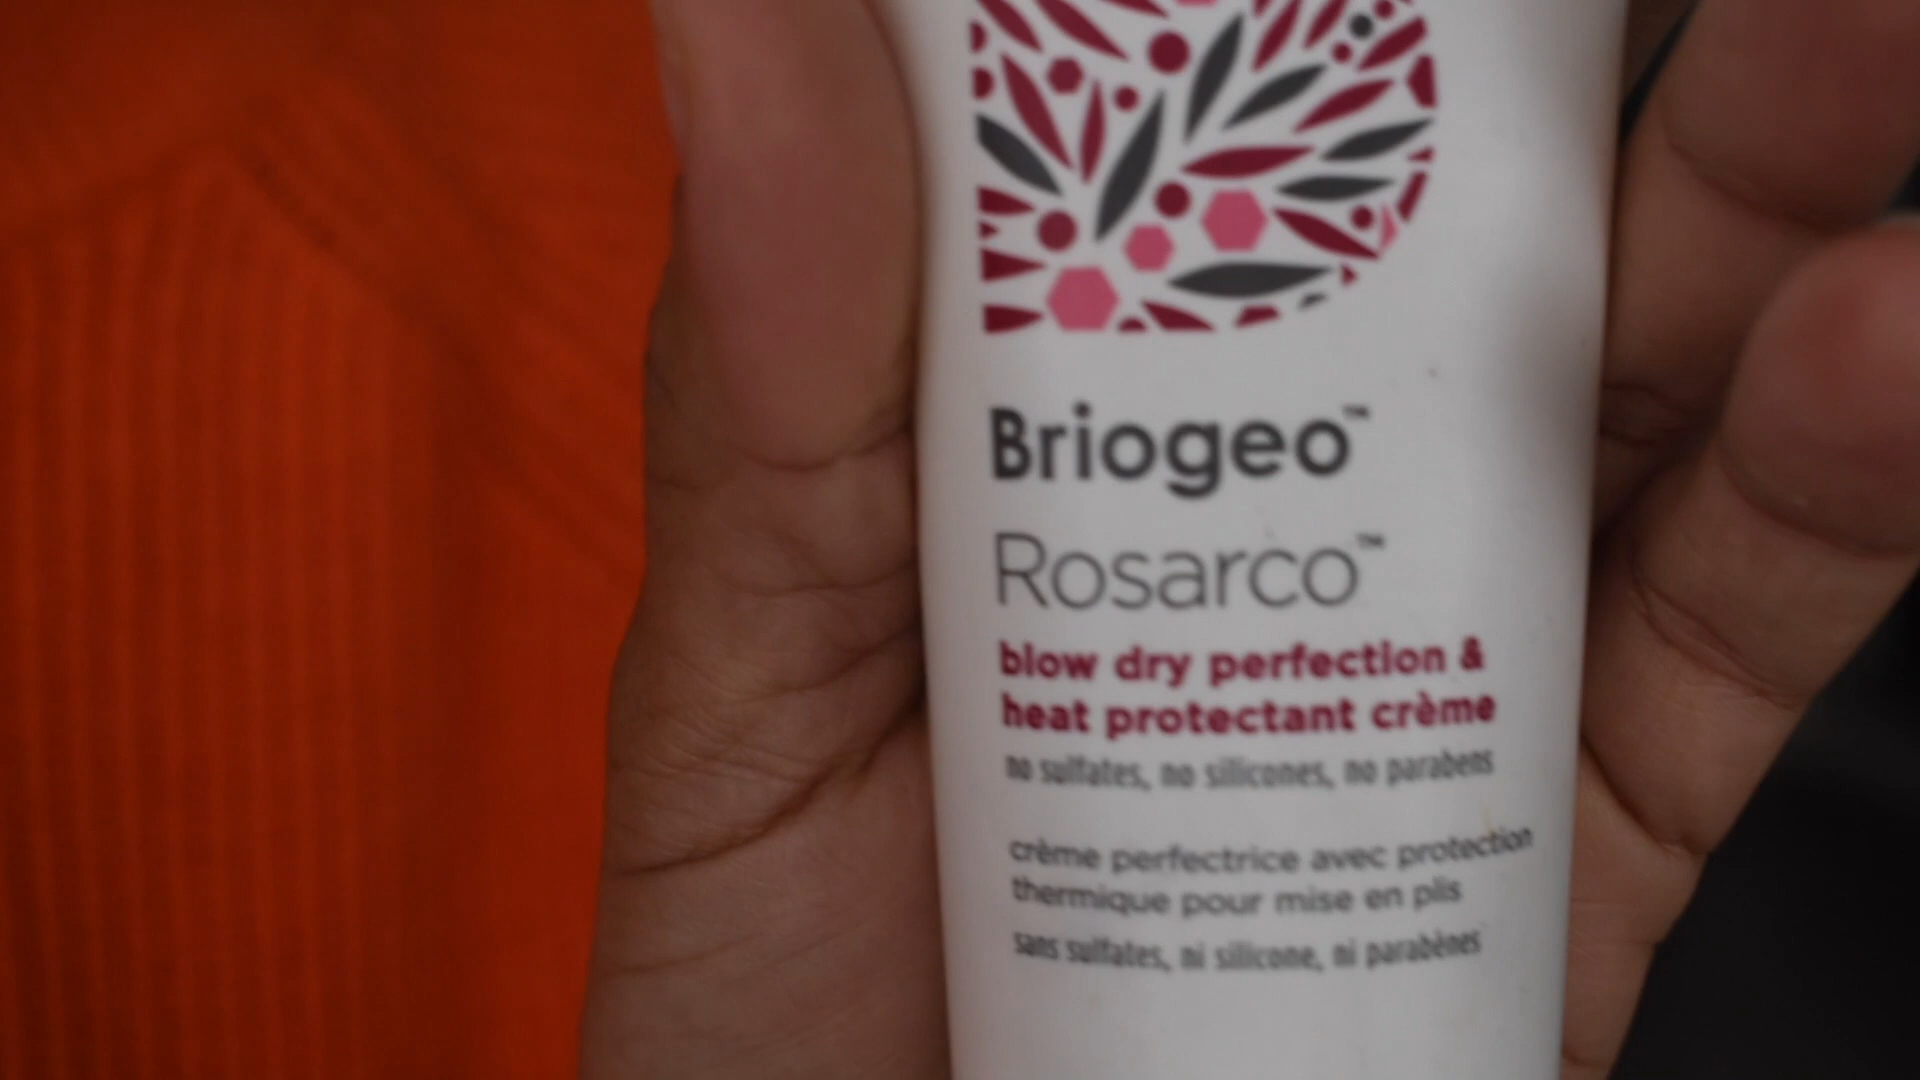 Briogeo™
Rosarco™
blow dry perfection &
heat protectant crème
no sulfates, no silicones, no parabens
crème perfectrice avec protection
thermique pour mise en plis
sans sulfates, ni silicone, ni parabènes